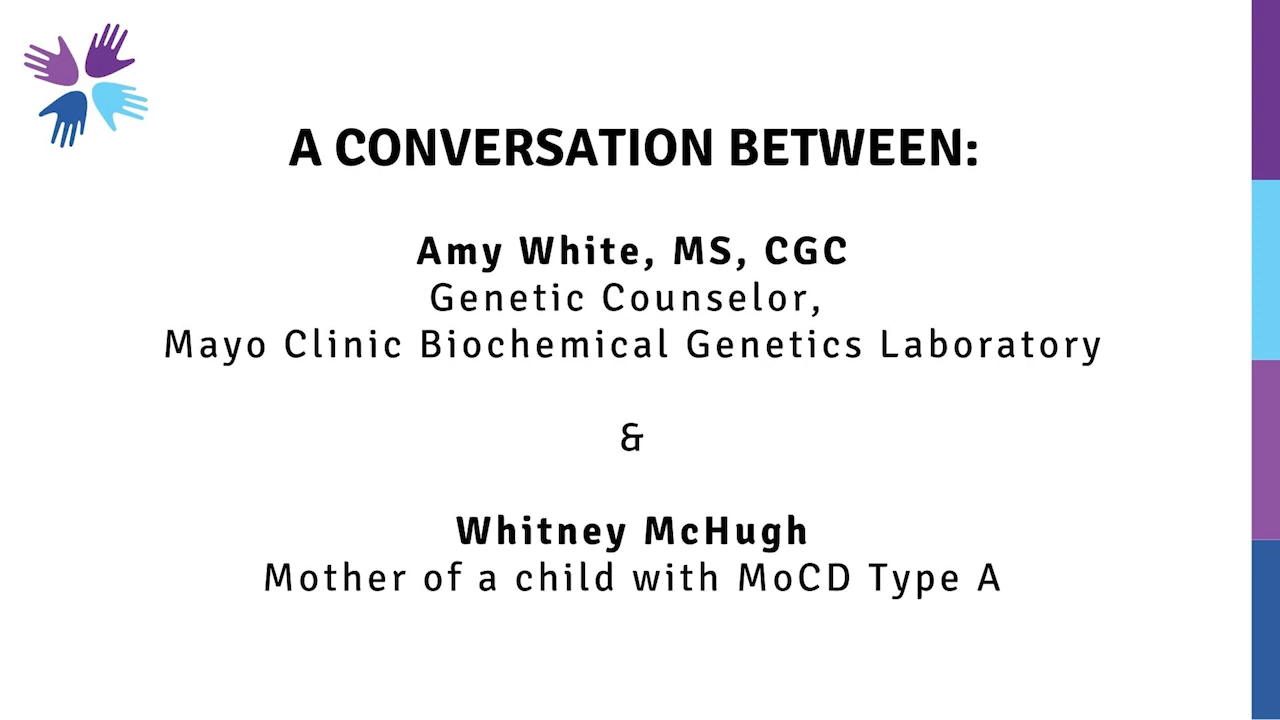 A CONVERSATION BETWEEN:
Amy White, MS, CGC
Genetic Counselor,
Mayo Clinic Biochemical Genetics Laboratory
&
Whitney McHugh
Mother of a child with MoCD Type A